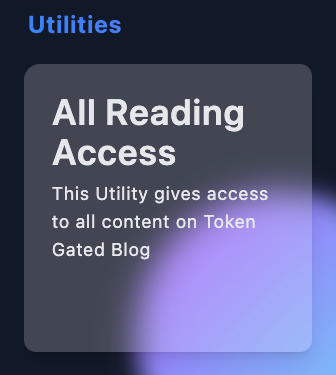 Utilities
All Reading
Access
This Utility gives access
to all content on Token
Gated Blog